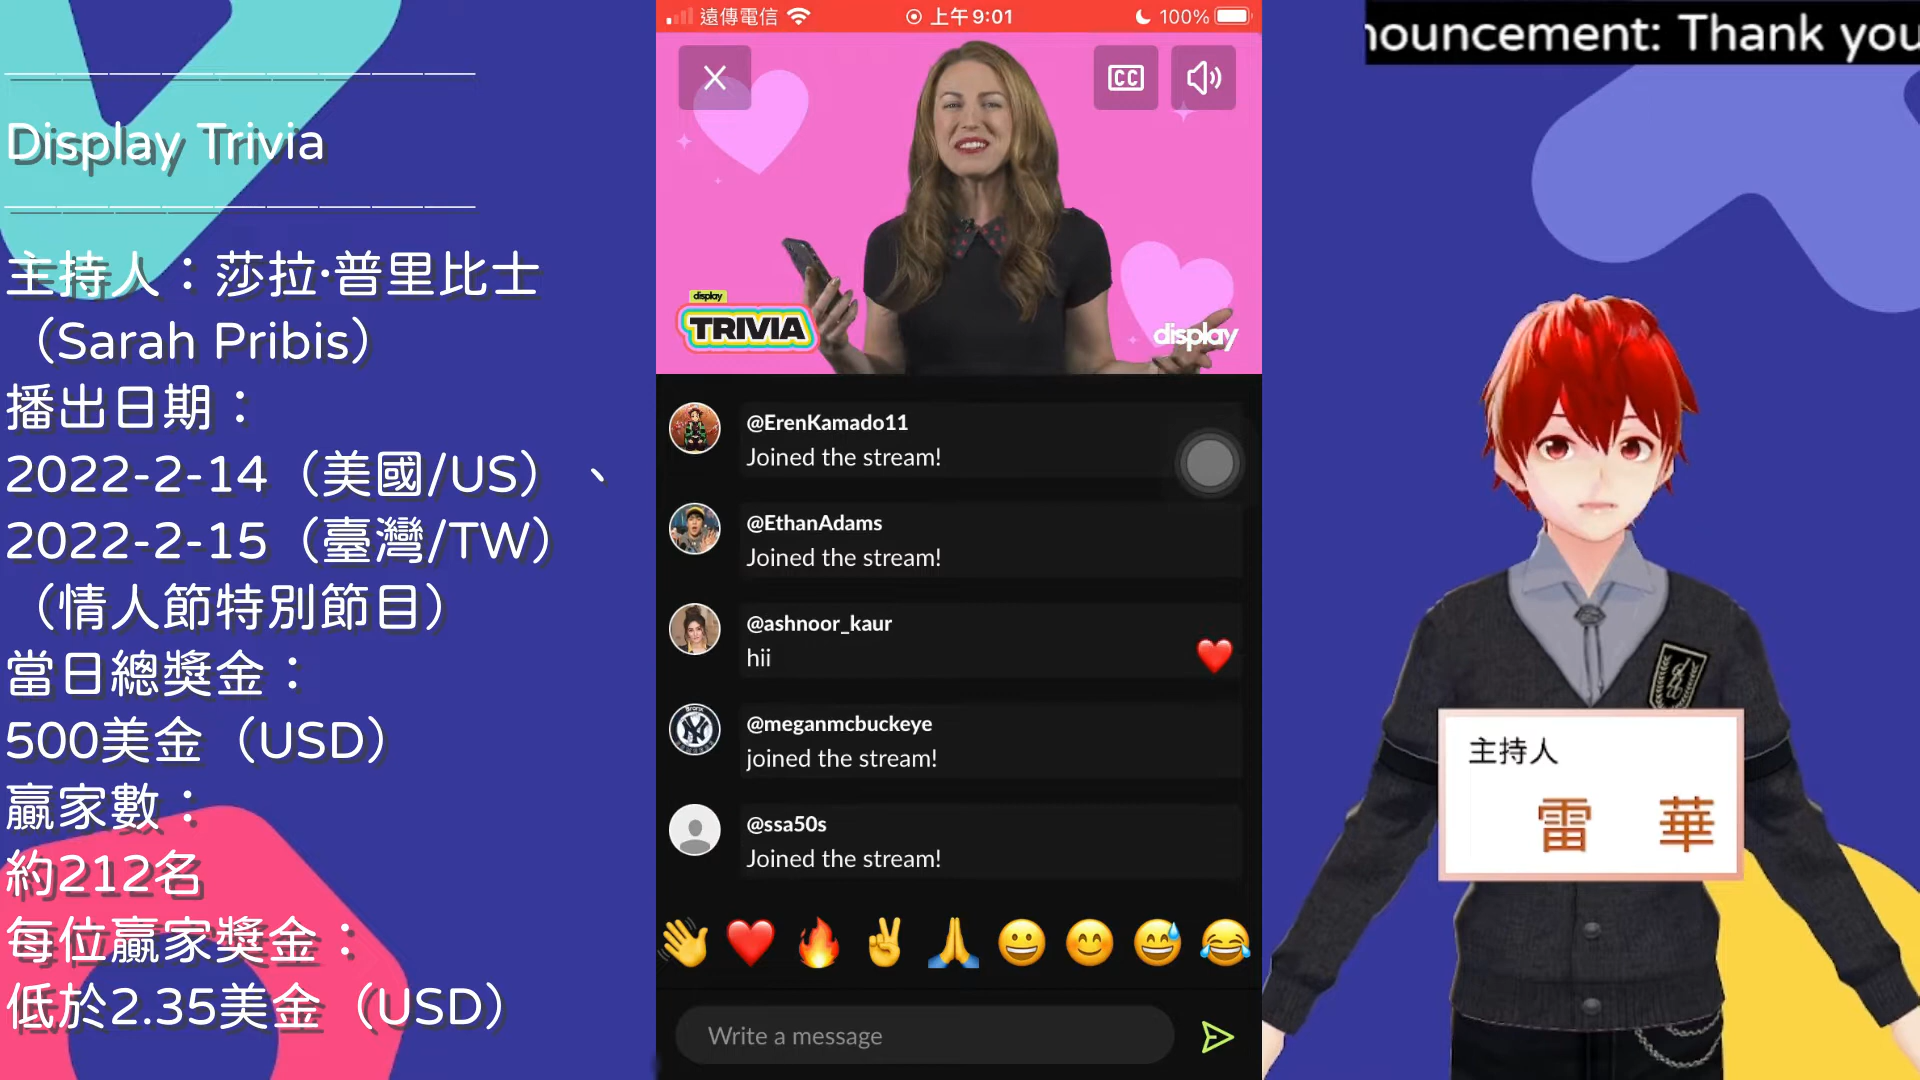 Display Trivia
主持人：莎拉·普里比士
（Sarah Pribis）
播出日期：
2022-2-14（美國/US）、
2022-2-15（臺灣/TW）
（情人節特別節目）
當日總獎金：
500美金（USD）
贏家數：
約212名
每位贏家獎金：
低於2.35美金（USD）
遠傳電信
上午9:01
100%
CC
display
TRIVIA
display
@ErenKamado11
Joined the stream!
@EthanAdams
Joined the stream!
@ashnoor_kaur
hii
@meganmcbuckeye
joined the stream!
@ssa50s
Joined the stream!
Write a message
nouncement: Thank you
主持人
雷 華